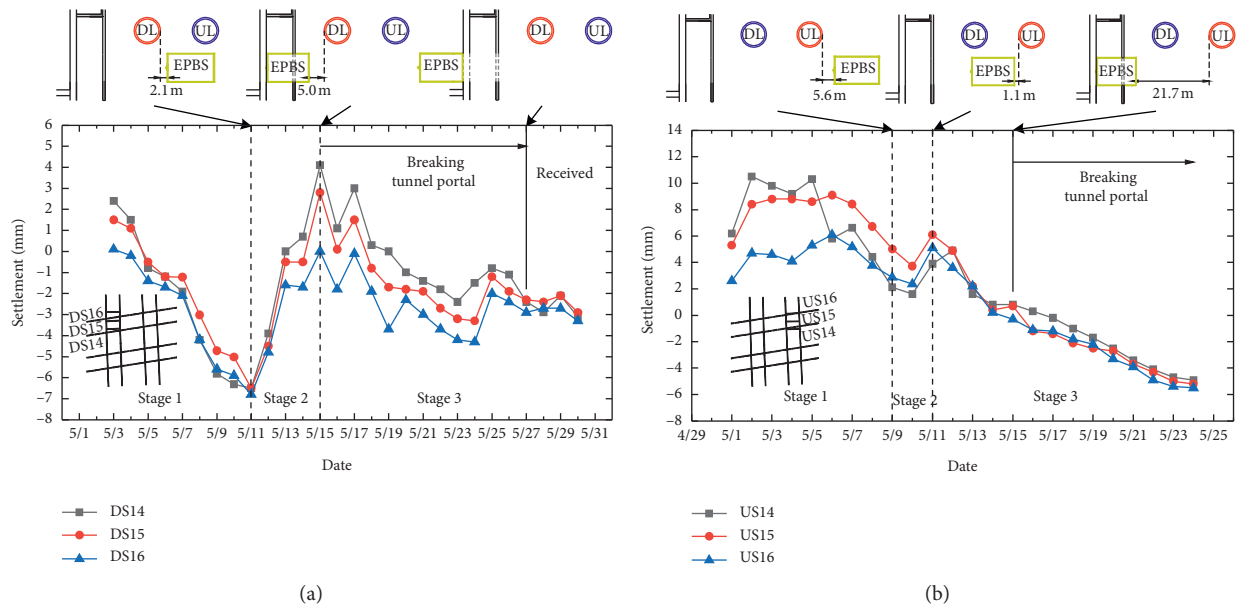 DL UL DL UL DL UL
EPBS EPBS EPBS
2.1 m 5.0 m
6
5
4
3
2
1
0
−1
−2
−3
−4
−5
−6
−7
−8
Settlement (mm)
Breaking
tunnel portal
Received
DS16
DS15
DS14
Stage 1 Stage 2 Stage 3
5/1 5/3 5/5 5/7 5/9 5/11 5/13 5/15 5/17 5/19 5/21 5/23 5/25 5/27 5/29 5/31
Date
DS14
DS15
DS16
(a)
DL UL DL UL DL UL
EPBS EPBS EPBS
5.6 m 1.1 m 21.7 m
14
12
10
8
6
4
2
0
−2
−4
−6
−8
Settlement (mm)
Breaking
tunnel portal
US16
US15
US14
Stage 1 Stage 2 Stage 3
4/29 5/1 5/3 5/5 5/7 5/9 5/11 5/13 5/15 5/17 5/19 5/21 5/23 5/25
Date
US14
US15
US16
(b)